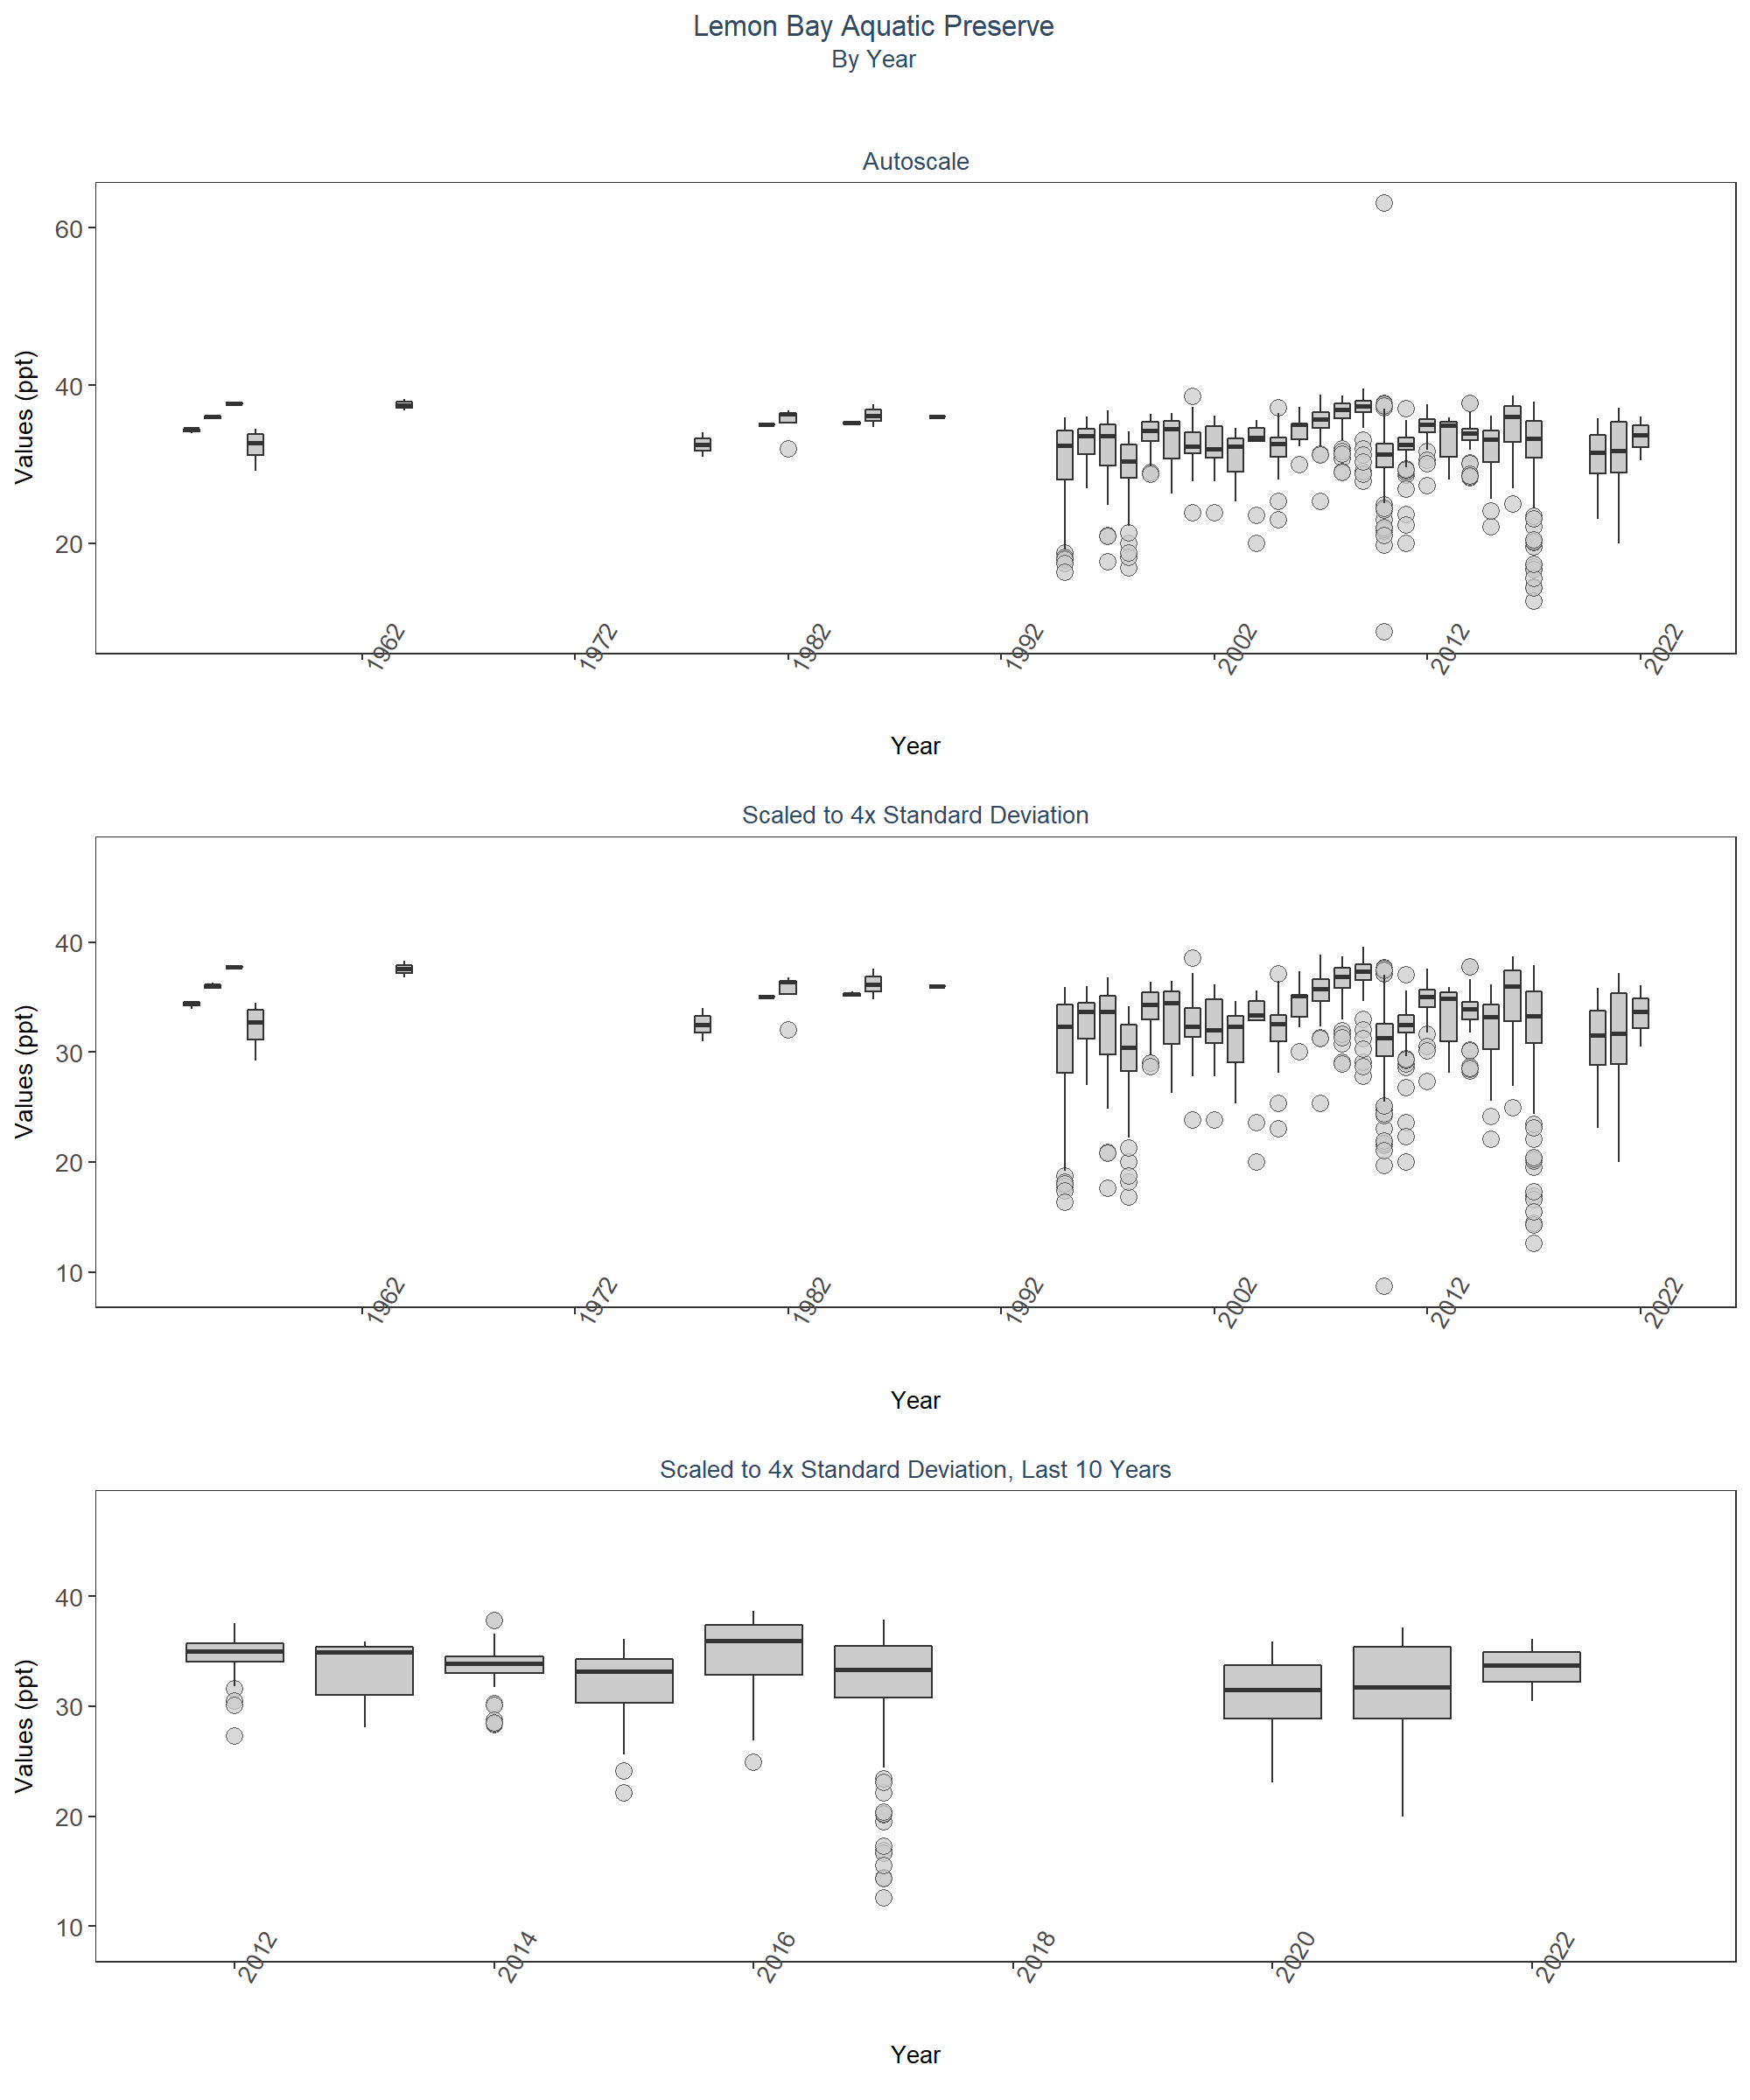 Lemon Bay Aquatic Preserve
By Year
Autoscale
Values (ppt)
60
40
20
1962
1972
1982
1992
2002
2012
2022
Year
Scaled to 4x Standard Deviation
Values (ppt)
40
30
20
10
1962
1972
1982
1992
2002
2012
2022
Year
Scaled to 4x Standard Deviation, Last 10 Years
Values (ppt)
40
30
20
10
2012
2014
2016
2018
2020
2022
Year